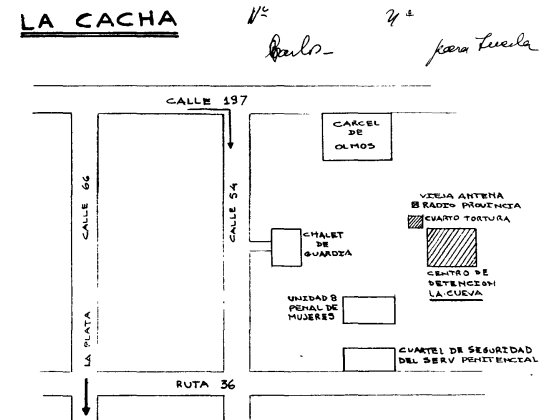 LA CACHA
Carlos-
para
CALLE 197
CARCEL
DE
OLMOS
CALLE 66
CALLE 54
VIEJA ANTENA
RADIO PROVINCIA
CUARTO TORTURA
CHALET
DE
GUARDIA
CENTRO DE
DETENCION
LA CUEVA
UNIDAD 8
PENAL DE
MUJERES
LA PLATA
CUARTEL DE SEGURIDAD
DEL SERV PENITENCIAL
RUTA 36